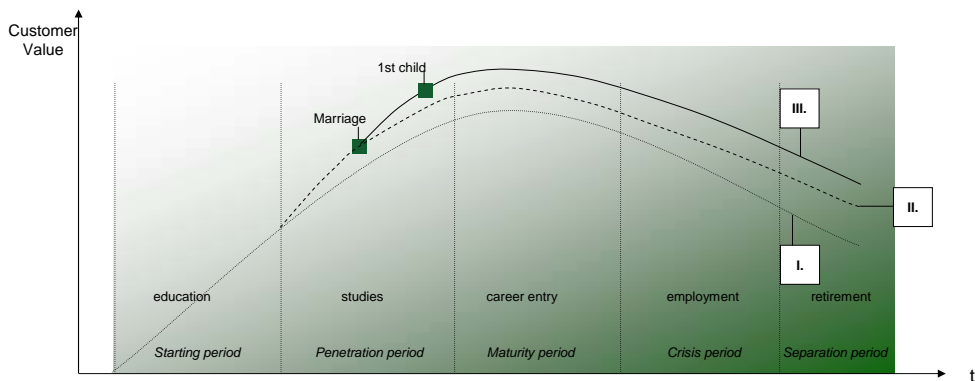 Customer
Value
1st child
Marriage
III.
II.
I.
education
studies
career entry
employment
retirement
Starting period
Penetration period
Maturity period
Crisis period
Separation period
t